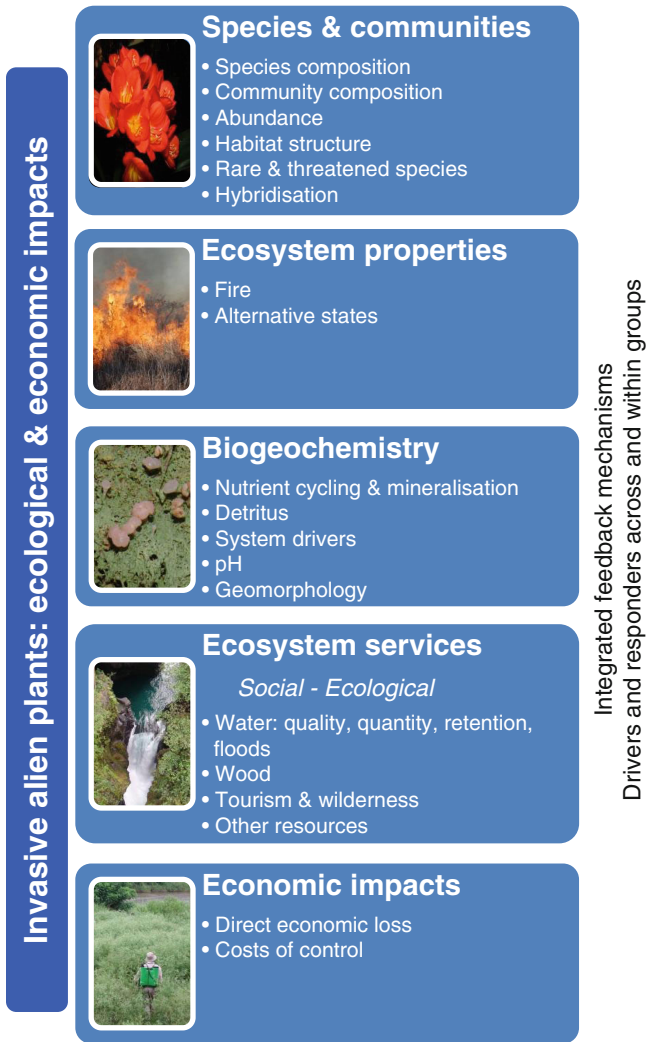 Invasive alien plants: ecological & economic impacts
Species & communities
• Species composition
• Community composition
• Abundance
• Habitat structure
• Rare & threatened species
• Hybridisation
Ecosystem properties
• Fire
• Alternative states
Biogeochemistry
• Nutrient cycling & mineralisation
• Detritus
• System drivers
• pH
• Geomorphology
Ecosystem services
Social - Ecological
• Water: quality, quantity, retention,
floods
• Wood
• Tourism & wilderness
• Other resources
Economic impacts
• Direct economic loss
• Costs of control
Integrated feedback mechanisms
Drivers and responders across and within groups